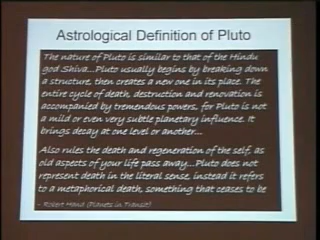 Astrological Definition of Pluto
The nature of Pluto is similar to that of the Hindu
god Shiva...Pluto usually begins by breaking down
a structure, then creates a new one in its place. The
entire cycle of death, destruction and renovation is
accompanied by tremendous powers, for Pluto is not
a mild or even very subtle planetary influence. It
brings decay at one level or another...
Also rules the death and regeneration of the self, as
old aspects of your life pass away...Pluto does not
represent death in the literal sense, instead it refers
to a metaphorical death, something that ceases to be
- Robert Hand (Planets in Transit)